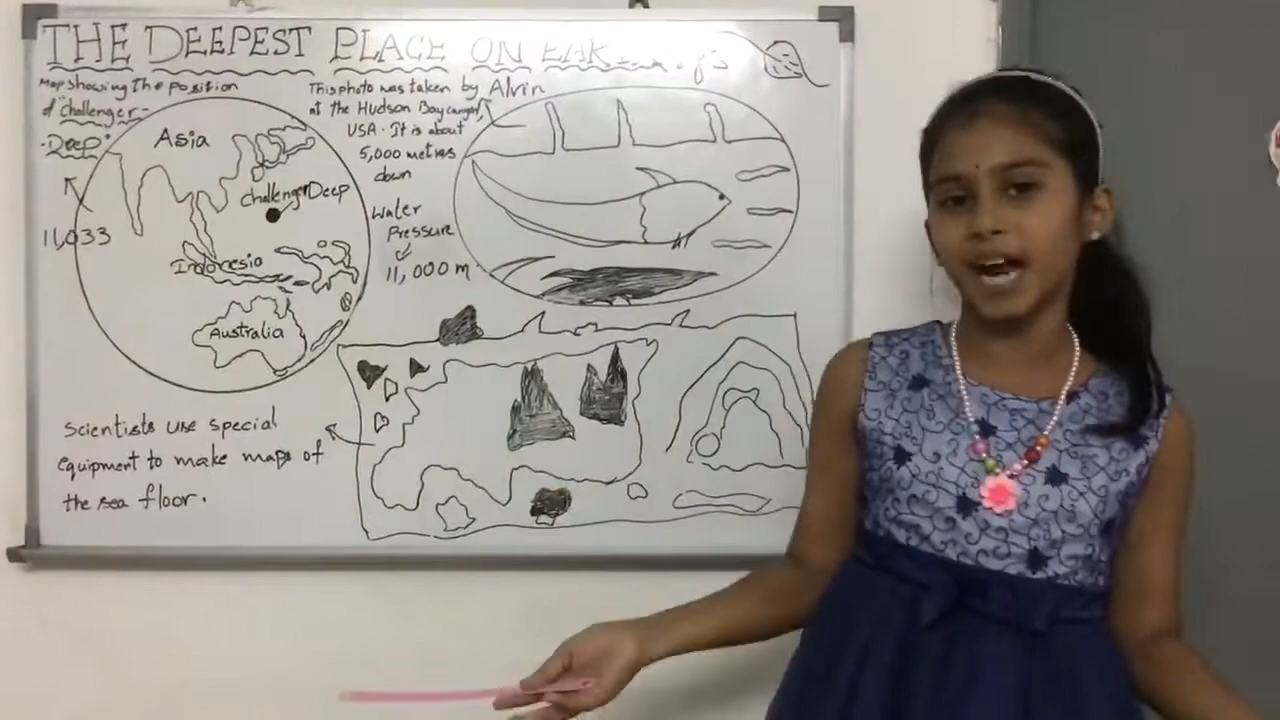 THE DEEPEST PLACE ON
Map showing the position
of Challenger-
-Deep
11,033
Asia
Challenger Deep
Indonesia
Australia
This photo was taken by Alvin
at the Hudson Bay
USA. It is about
5,000 metres
down
Water
Pressure
11,000 m
Scientists use special
equipment to make maps of
the sea floor.